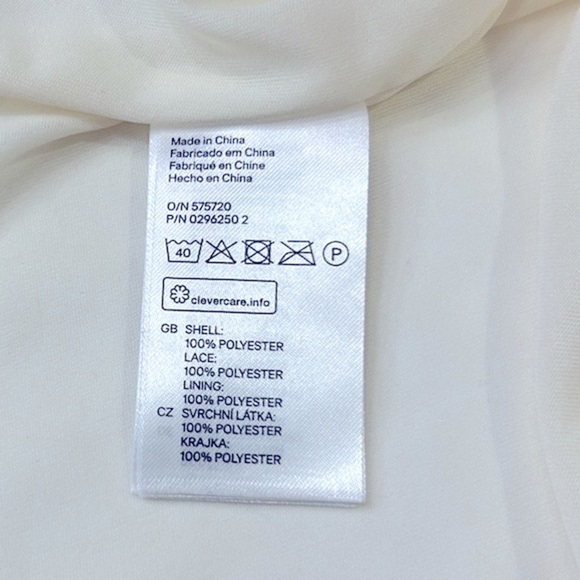 Made in China
Fabricado em China
Fabriqué en Chine
Hecho en China
O/N 575720
P/N 0296250 2
40 P
clevercare.info
GB SHELL:
100% POLYESTER
LACE:
100% POLYESTER
LINING:
100% POLYESTER
CZ SVRCHNÍ LÁTKA:
100% POLYESTER
KRAJKA:
100% POLYESTER